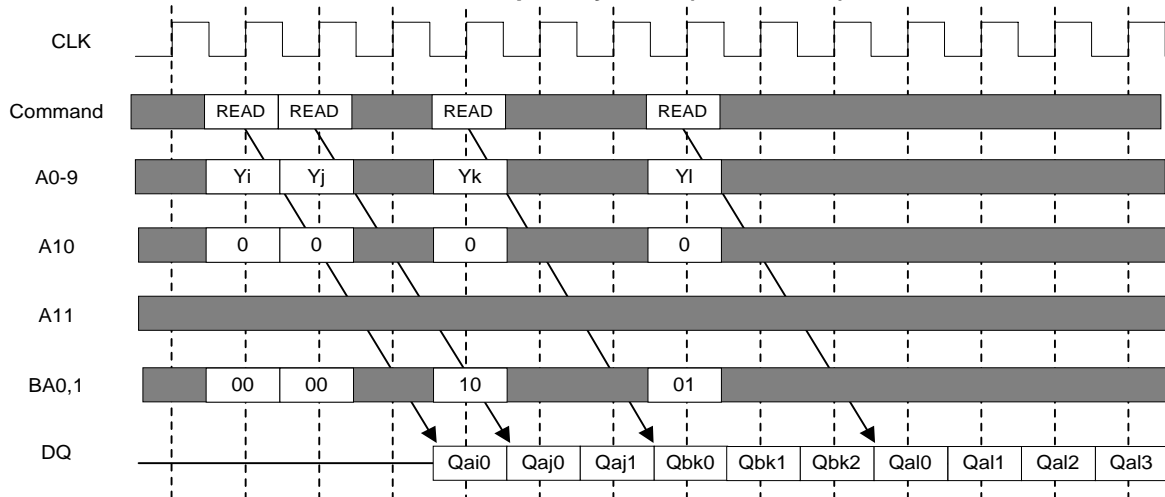 CLK
Command READ READ READ READ
A0-9 Yi Yj Yk Yl
A10 0 0 0 0
A11
BA0,1 00 00 10 01
DQ Qai0 Qaj0 Qaj1 Qbk0 Qbk1 Qbk2 Qal0 Qal1 Qal2 Qal3